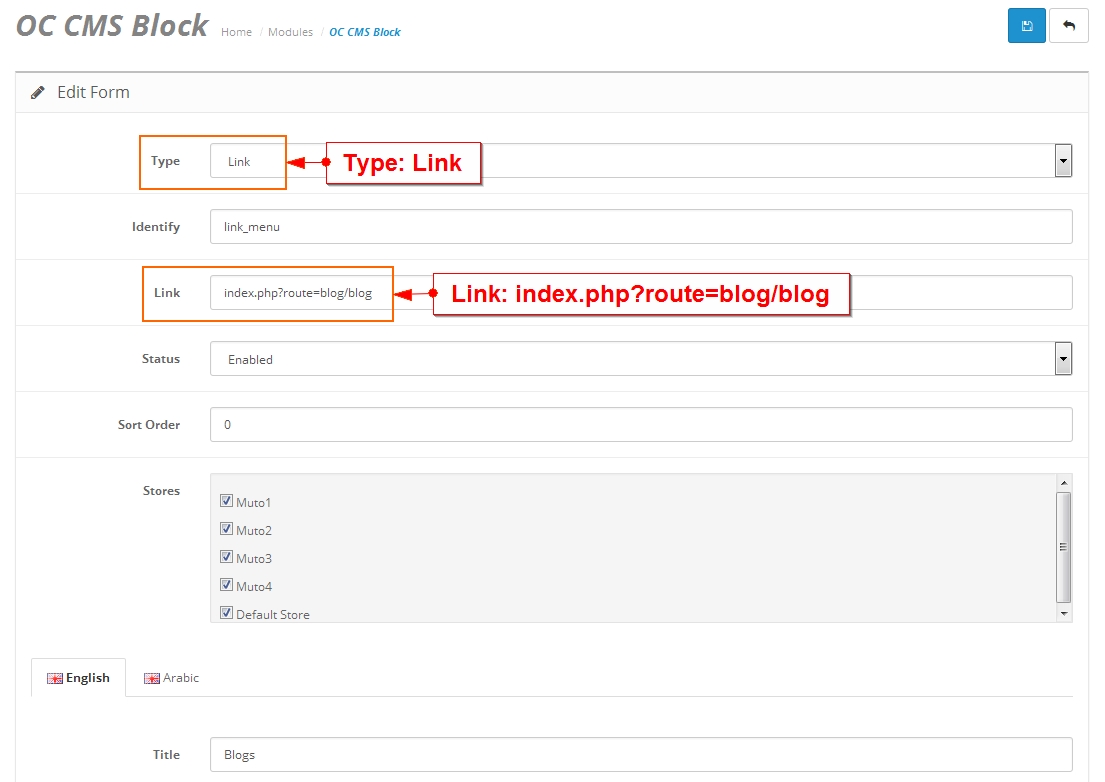 OC CMS Block Home / Modules / OC CMS Block
Edit Form
Type Link Type: Link
Identify link_menu
Link index.php?route=blog/blog Link: index.php?route=blog/blog
Status Enabled
Sort Order 0
Stores
Muto1
Muto2
Muto3
Muto4
Default Store
English Arabic
Title Blogs